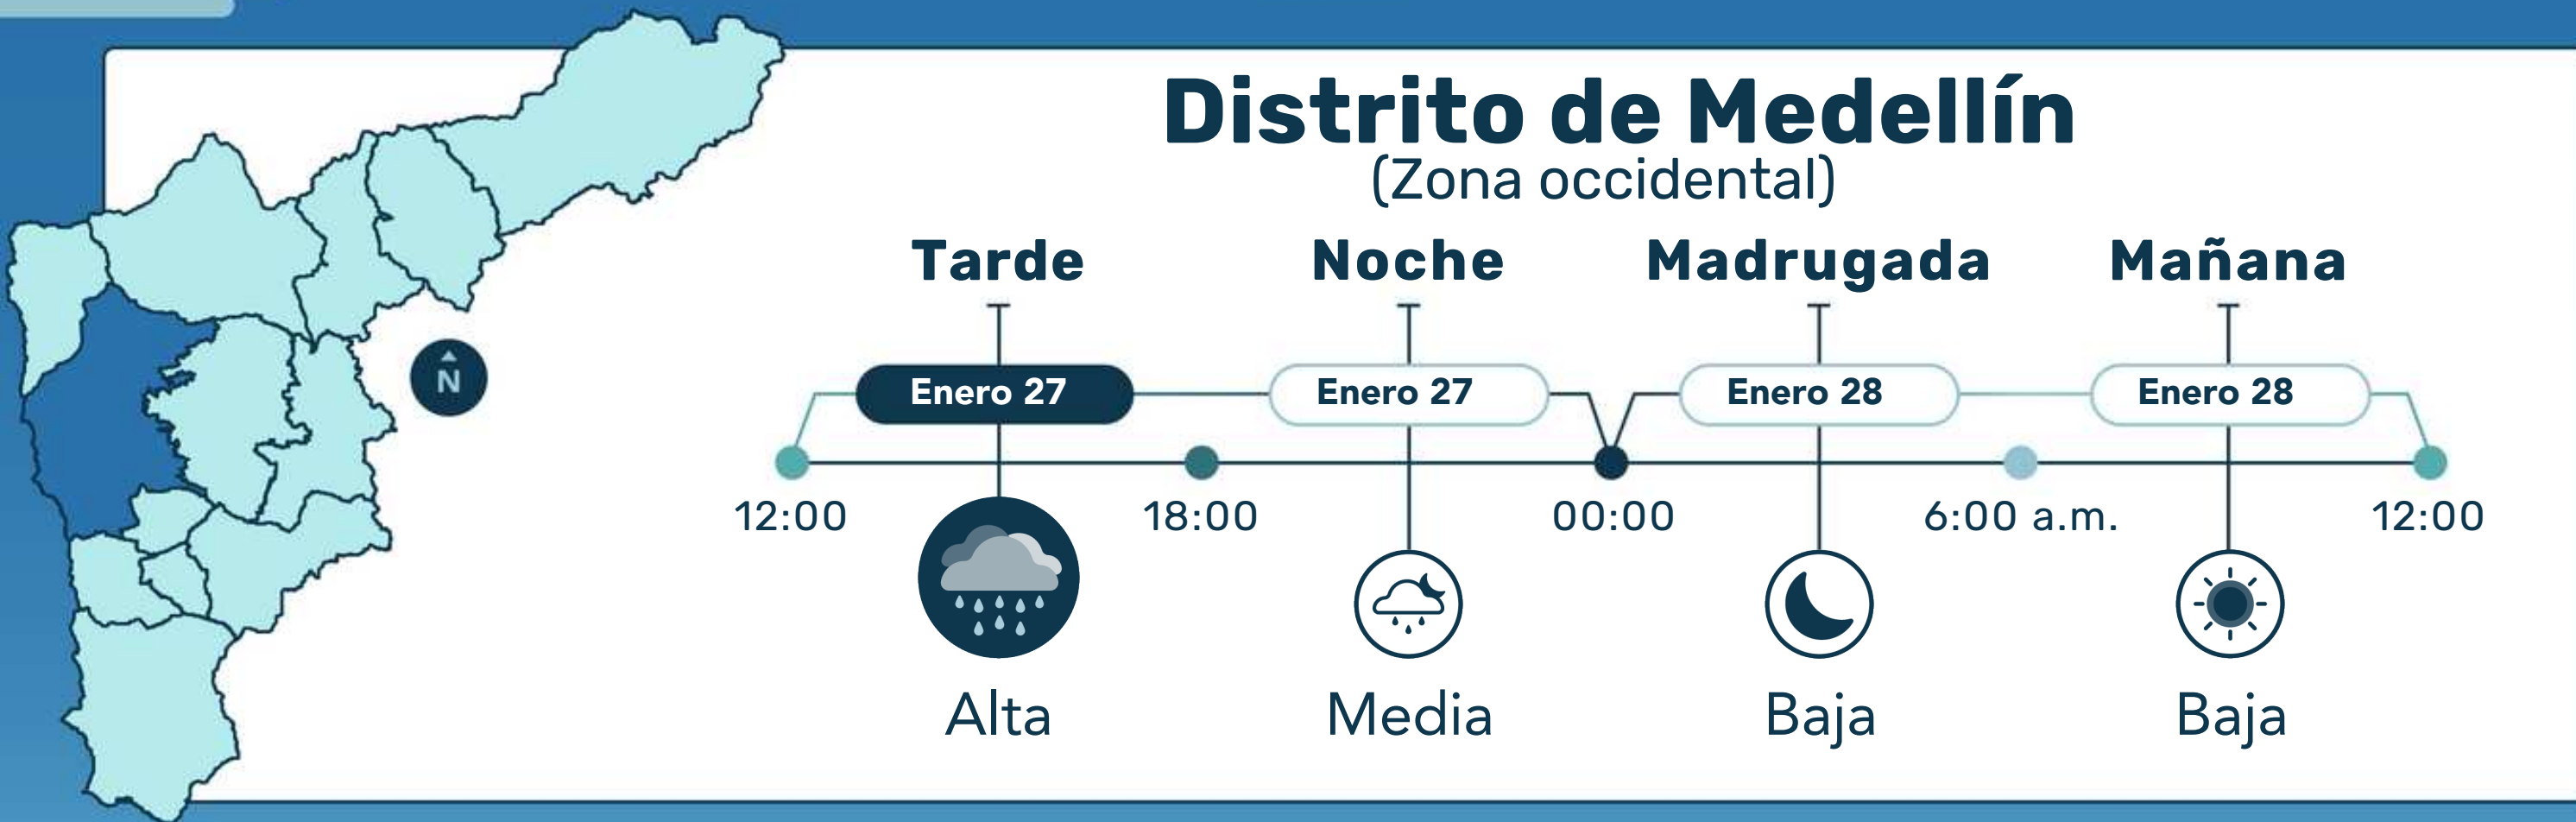 Distrito de Medellín
(Zona occidental)
Tarde Noche Madrugada Mañana
Enero 27 Enero 27 Enero 28 Enero 28
N
12:00 18:00 00:00 6:00 a.m. 12:00
Alta Media Baja Baja